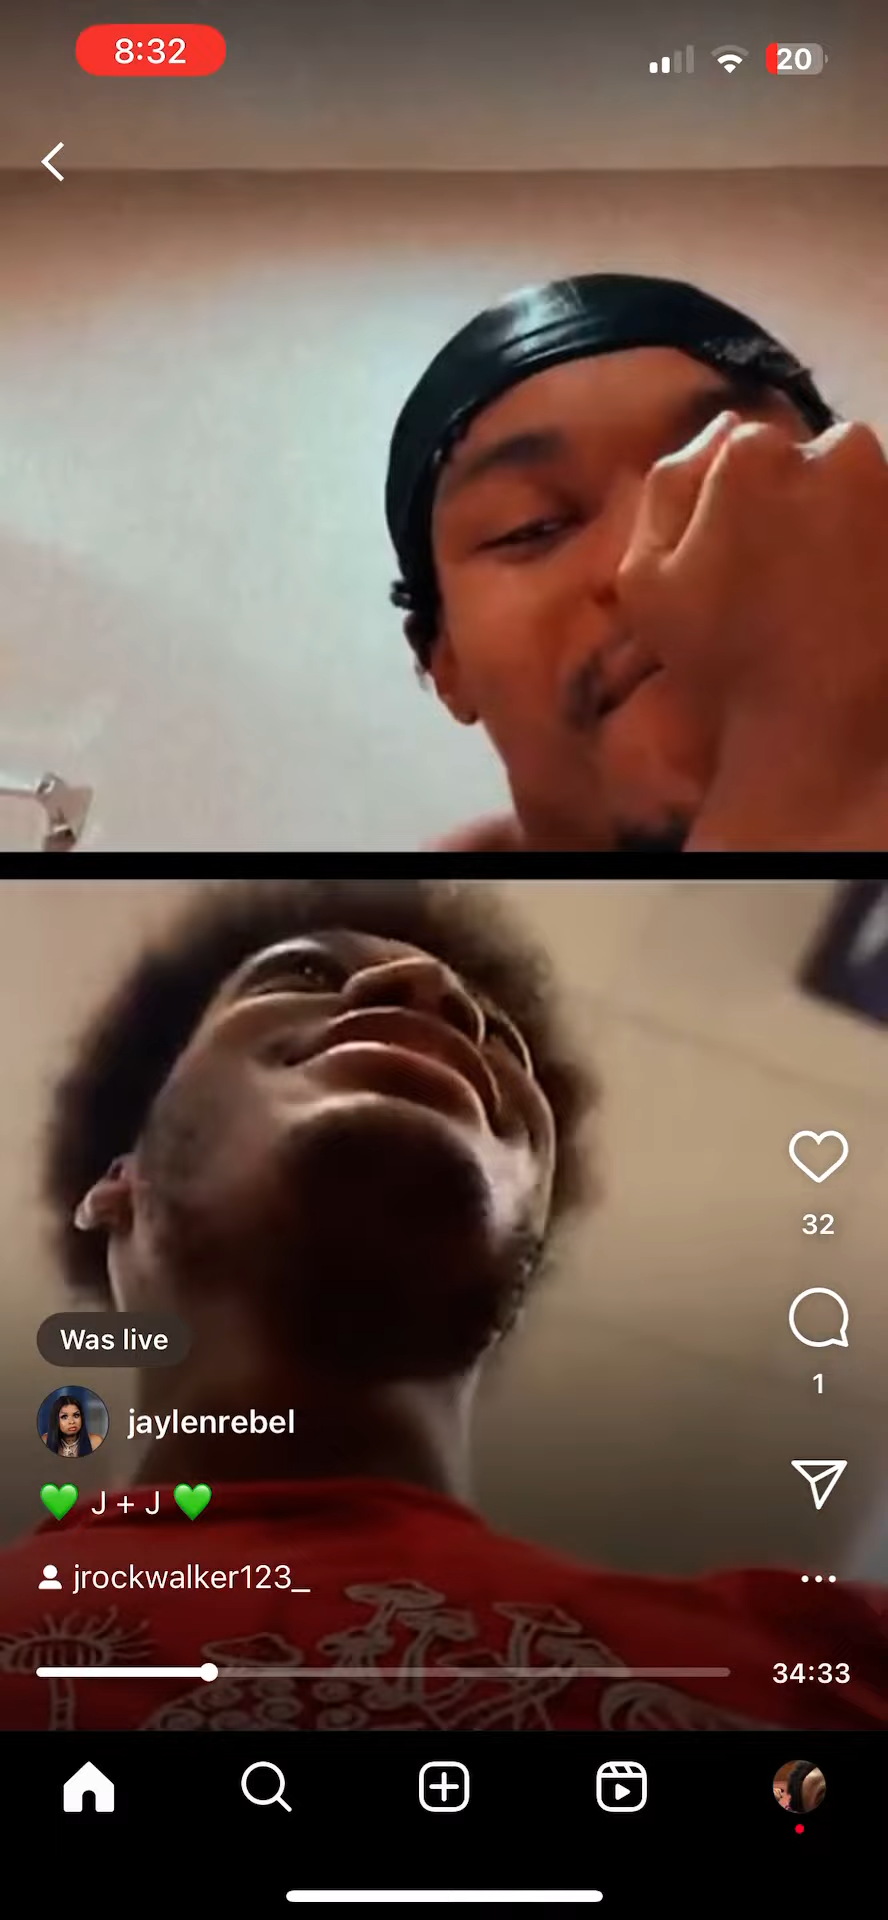 8:32
20
32
Was live
1
jaylenrebel
💚 J + J 💚
jrockwalker123_
34:33